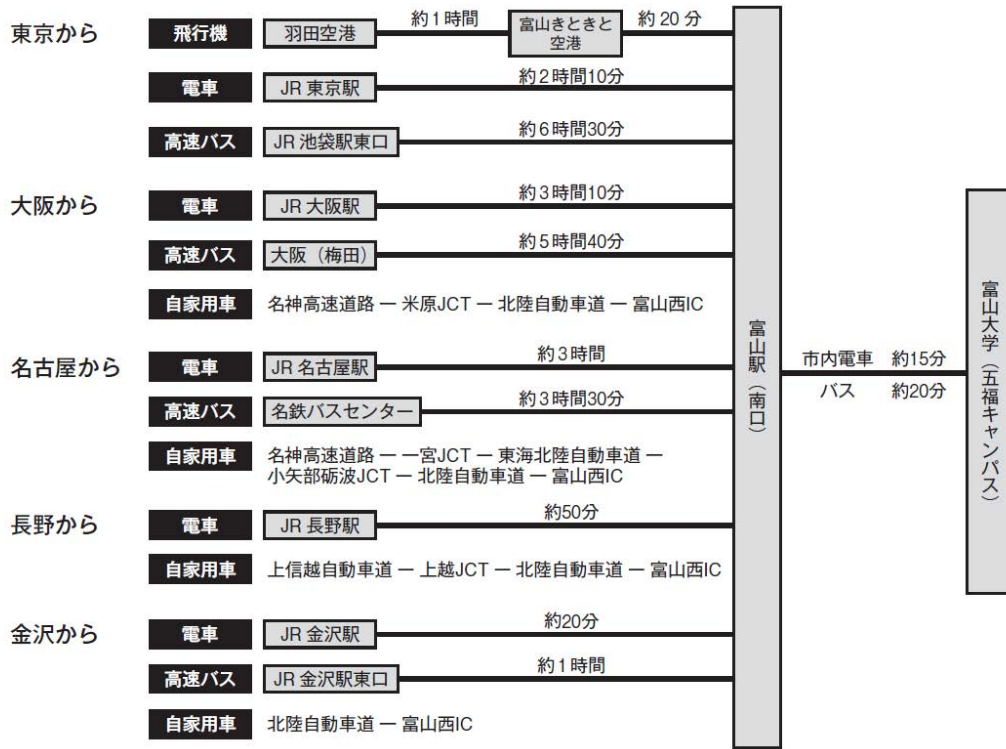 東京から
飛行機 羽田空港 約1時間 富山きときと空港 約20分
電車 JR 東京駅 約2時間10分
高速バス JR 池袋駅東口 約6時間30分
大阪から
電車 JR 大阪駅 約3時間10分
高速バス 大阪（梅田） 約5時間40分
自家用車 名神高速道路 ー 米原JCT ー 北陸自動車道 ー 富山西IC
名古屋から
電車 JR 名古屋駅 約3時間
高速バス 名鉄バスセンター 約3時間30分
自家用車 名神高速道路 ー 一宮JCT ー 東海北陸自動車道 ー
小矢部砺波JCT ー 北陸自動車道 ー 富山西IC
長野から
電車 JR 長野駅 約50分
自家用車 上信越自動車道 ー 上越JCT ー 北陸自動車道 ー 富山西IC
金沢から
電車 JR 金沢駅 約20分
高速バス JR 金沢駅東口 約1時間
自家用車 北陸自動車道 ー 富山西IC
富山駅（南口）
市内電車 約15分
バス 約20分
富山大学（五福キャンパス）